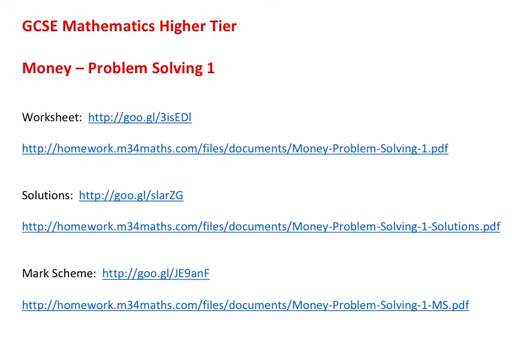 GCSE Mathematics Higher Tier
Money – Problem Solving 1
Worksheet: http://goo.gl/3isEDl
http://homework.m34maths.com/files/documents/Money-Problem-Solving-1.pdf
Solutions: http://goo.gl/slarZG
http://homework.m34maths.com/files/documents/Money-Problem-Solving-1-Solutions.pdf
Mark Scheme: http://goo.gl/JE9anF
http://homework.m34maths.com/files/documents/Money-Problem-Solving-1-MS.pdf